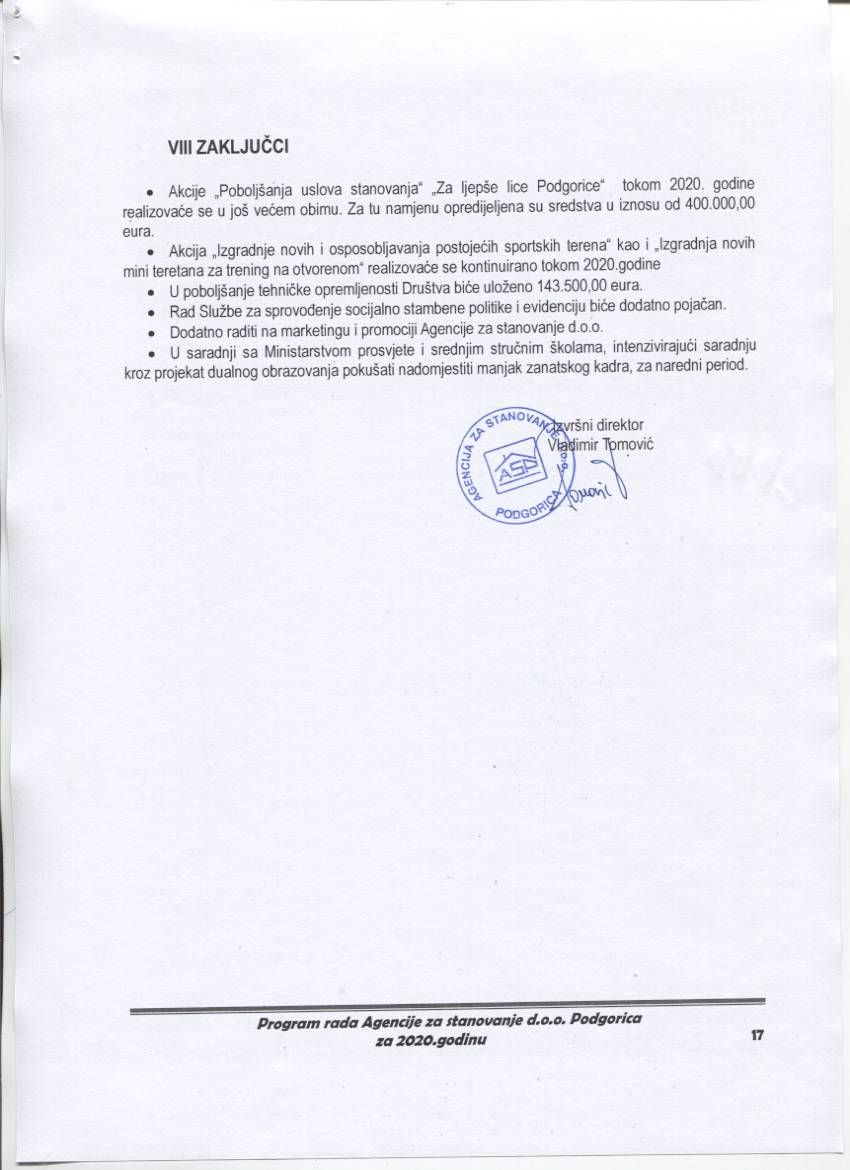 VIII ZAKLJUČCI
• Akcije „Poboljšanja uslova stanovanja“ „Za ljepše lice Podgorice“ tokom 2020. godine
realizovaće se u još većem obimu. Za tu namjenu opredijeljena su sredstva u iznosu od 400.000,00
eura.
• Akcija „Izgradnje novih i osposobljavanja postojećih sportskih terena“ kao i „Izgradnja novih
mini teretana za trening na otvorenom“ realizovaće se kontinuirano tokom 2020.godine
• U poboljšanje tehničke opremljenosti Društva biće uloženo 143.500,00 eura.
• Rad Službe za sprovođenje socijalno stambene politike i evidenciju biće dodatno pojačan.
• Dodatno raditi na marketingu i promociji Agencije za stanovanje d.o.o.
• U saradnji sa Ministarstvom prosvjete i srednjim stručnim školama, intenzivirajući saradnju
kroz projekat dualnog obrazovanja pokušati nadomjestiti manjak zanatskog kadra, za naredni period.
Izvršni direktor
Vladimir Tomović
AGENCIJA ZA STANOVANJE d.o.o.
ASP
PODGORICA
Program rada Agencije za stanovanje d.o.o. Podgorica
za 2020.godinu
17